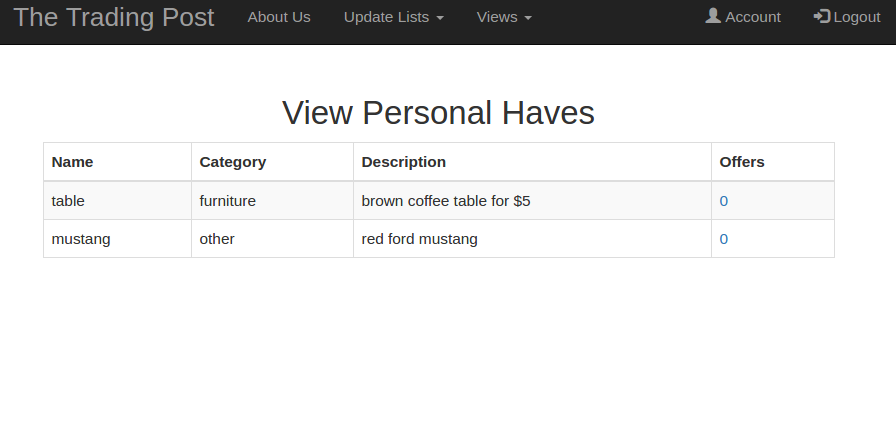 The Trading Post About Us Update Lists Views Account Logout
View Personal Haves
Name Category Description Offers
table furniture brown coffee table for $5 0
mustang other red ford mustang 0